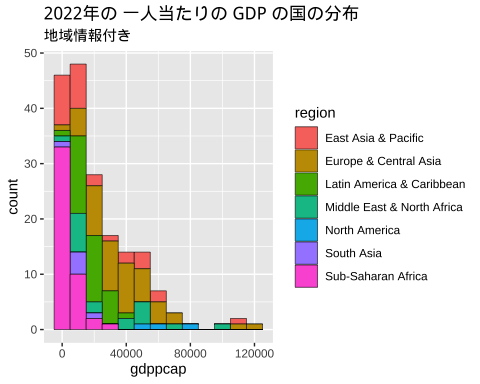 2022年の 一人当たりの GDP の国の分布
地域情報付き
50
40
30
20
10
0
count
0 40000 80000 120000
gdppcap
region
East Asia & Pacific
Europe & Central Asia
Latin America & Caribbean
Middle East & North Africa
North America
South Asia
Sub-Saharan Africa